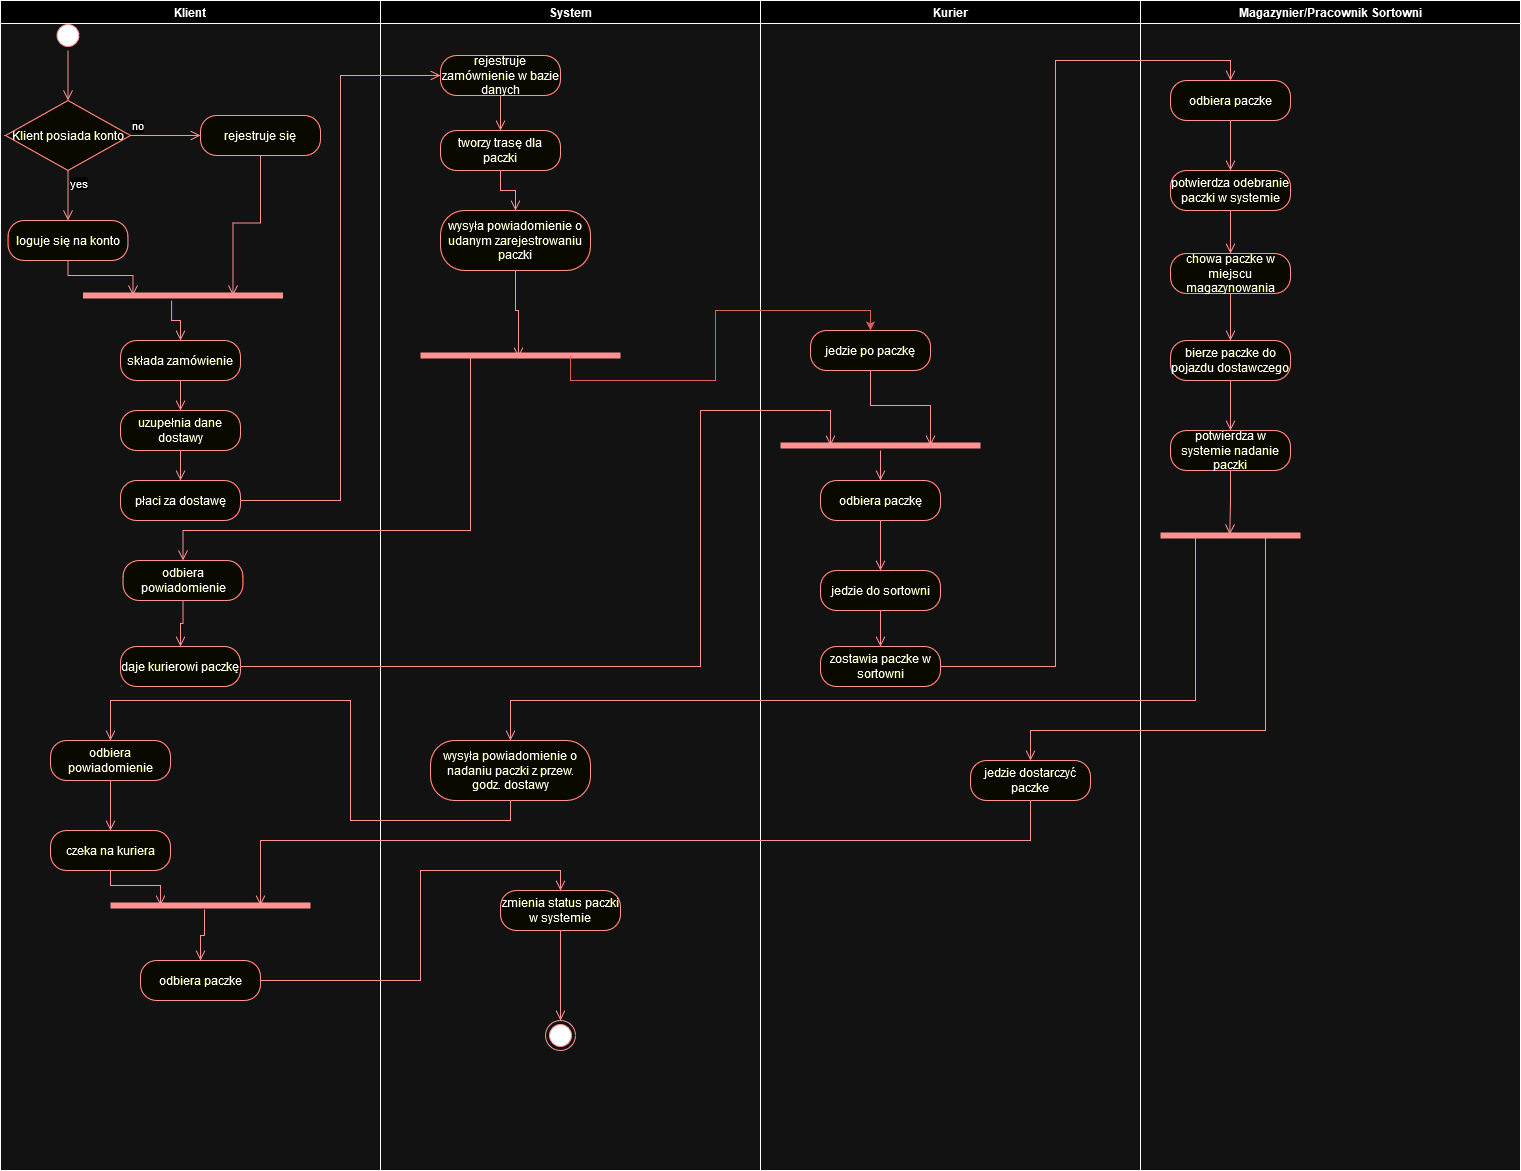 Klient
System
Kurier
Magazynier/Pracownik Sortowni
Klient posiada konto
no
rejestruje się
yes
loguje się na konto
składa zamówienie
uzupełnia dane
dostawy
płaci za dostawę
odbiera
powiadomienie
daje kurierowi paczkę
odbiera
powiadomienie
czeka na kuriera
odbiera paczke
rejestruje
zamównienie w bazie
danych
tworzy trasę dla
paczki
wysyła powiadomienie o
udanym zarejestrowaniu
paczki
wysyła powiadomienie o
nadaniu paczki z przew.
godz. dostawy
zmienia status paczki
w systemie
jedzie po paczkę
odbiera paczkę
jedzie do sortowni
zostawia paczke w
sortowni
jedzie dostarczyć
paczke
odbiera paczke
potwierdza odebranie
paczki w systemie
chowa paczke w
miejscu
magazynowania
bierze paczke do
pojazdu dostawczego
potwierdza w
systemie nadanie
paczki